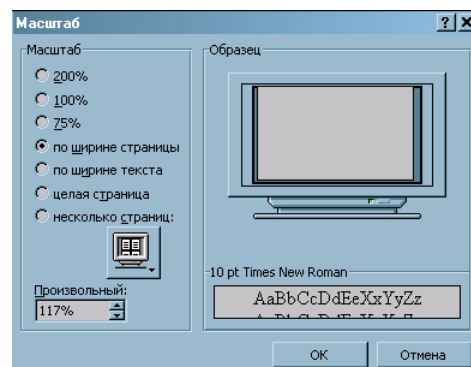 Масштаб
Масштаб
200%
100%
75%
по ширине страницы
по ширине текста
целая страница
несколько страниц:
Произвольный:
117%
Образец
10 pt Times New Roman
AaBbCcDdEeXxYyZz
ОК
Отмена